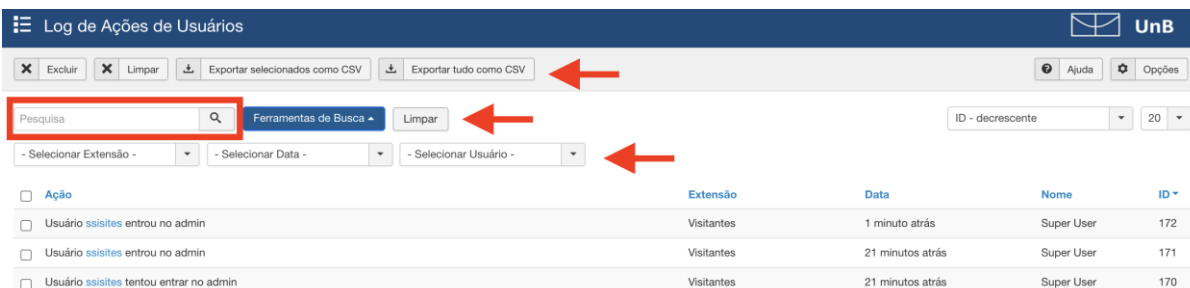 Log de Ações de Usuários UnB
Excluir Limpar Exportar selecionados como CSV Exportar tudo como CSV Ajuda Opções
Pesquisa Ferramentas de Busca Limpar ID - decrescente 20
- Selecionar Extensão - - Selecionar Data - - Selecionar Usuário -
Ação Extensão Data Nome ID
Usuário ssisites entrou no admin Visitantes 1 minuto atrás Super User 172
Usuário ssisites entrou no admin Visitantes 21 minutos atrás Super User 171
Usuário ssisites tentou entrar no admin Visitantes 21 minutos atrás Super User 170